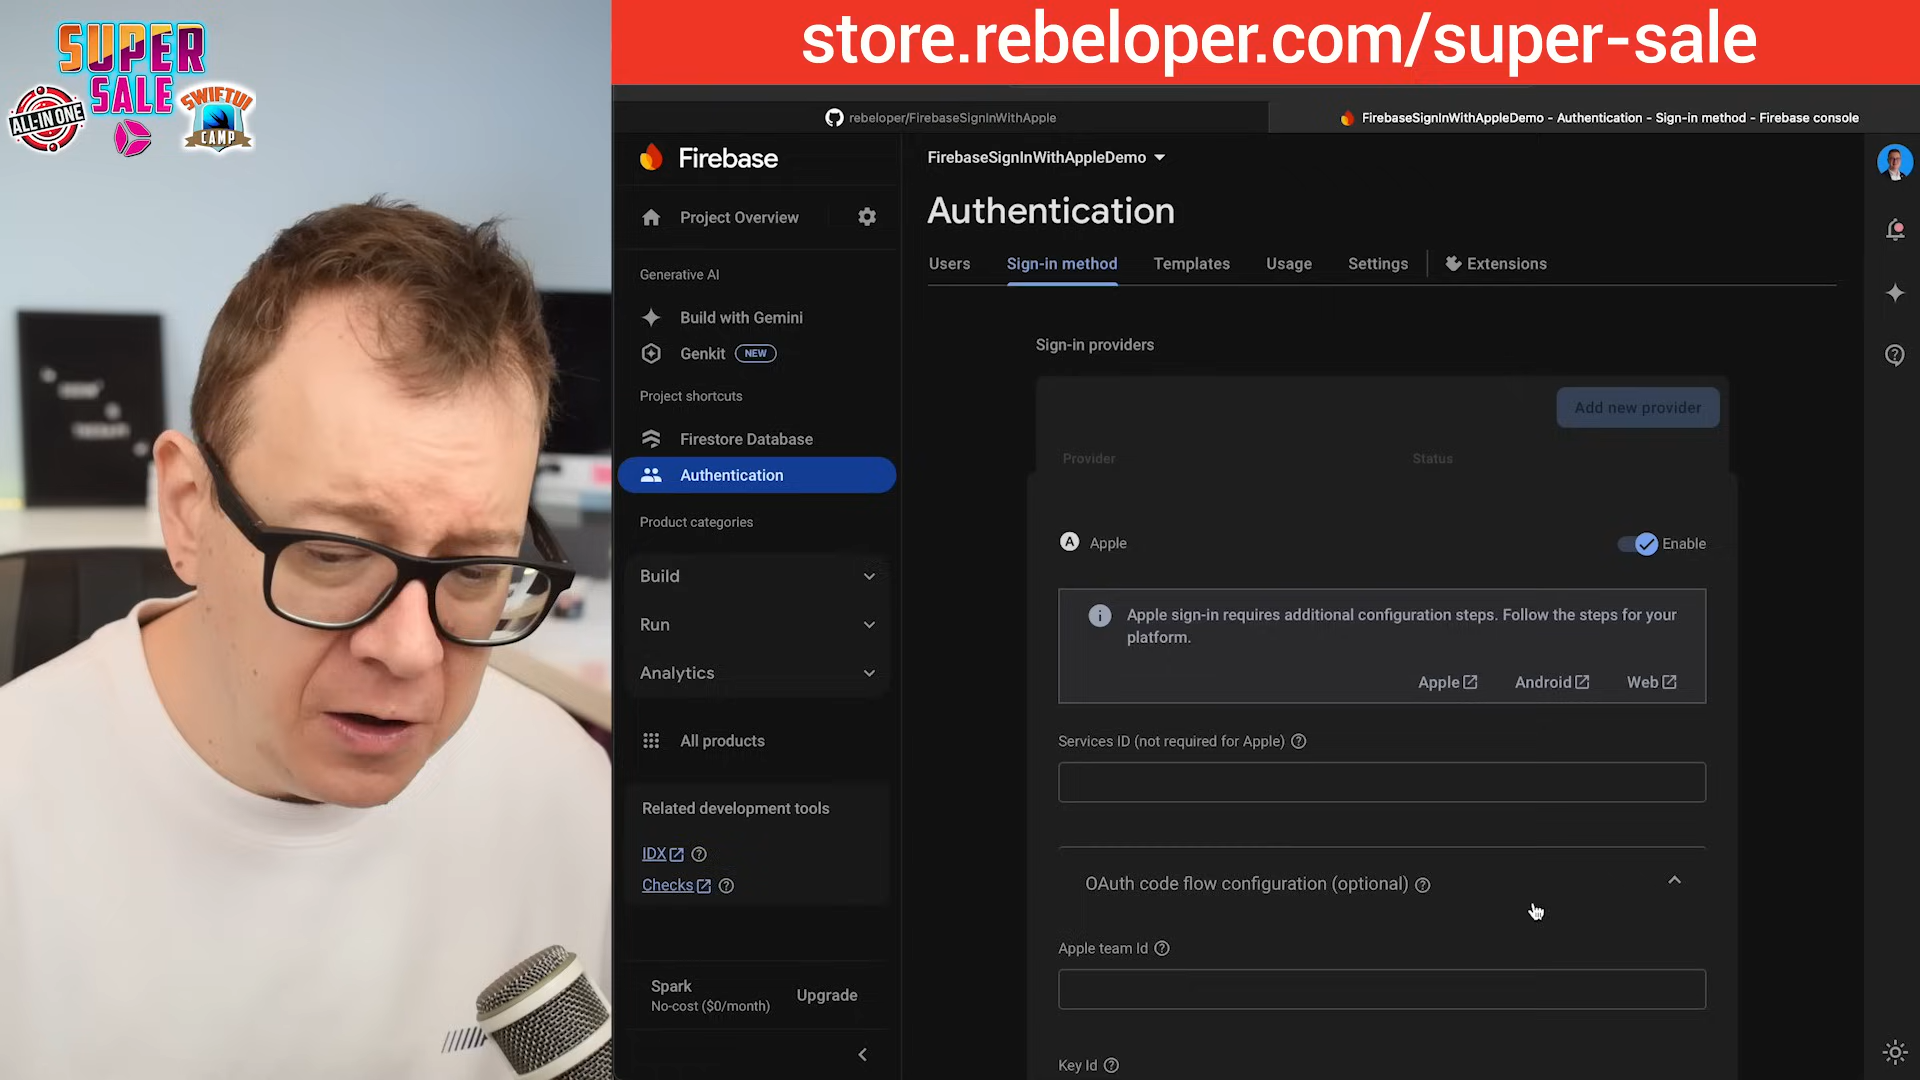 SUPER
SALE
ALL-IN ONE
SWIFTUI
CAMP
store.rebeloper.com/super-sale
rebeloper/FirebaseSignInWithApple
FirebaseSignInWithAppleDemo - Authentication - Sign-in method - Firebase console
Firebase
Project Overview
Generative AI
Build with Gemini
Genkit NEW
Project shortcuts
Firestore Database
Authentication
Product categories
Build
Run
Analytics
All products
Related development tools
IDX
Checks
Spark
No-cost ($0/month)
Upgrade
FirebaseSignInWithAppleDemo
Authentication
Users Sign-in method Templates Usage Settings Extensions
Sign-in providers
Add new provider
Provider Status
Apple Enable
Apple sign-in requires additional configuration steps. Follow the steps for your
platform.
Apple Android Web
Services ID (not required for Apple)
OAuth code flow configuration (optional)
Apple team Id
Key Id